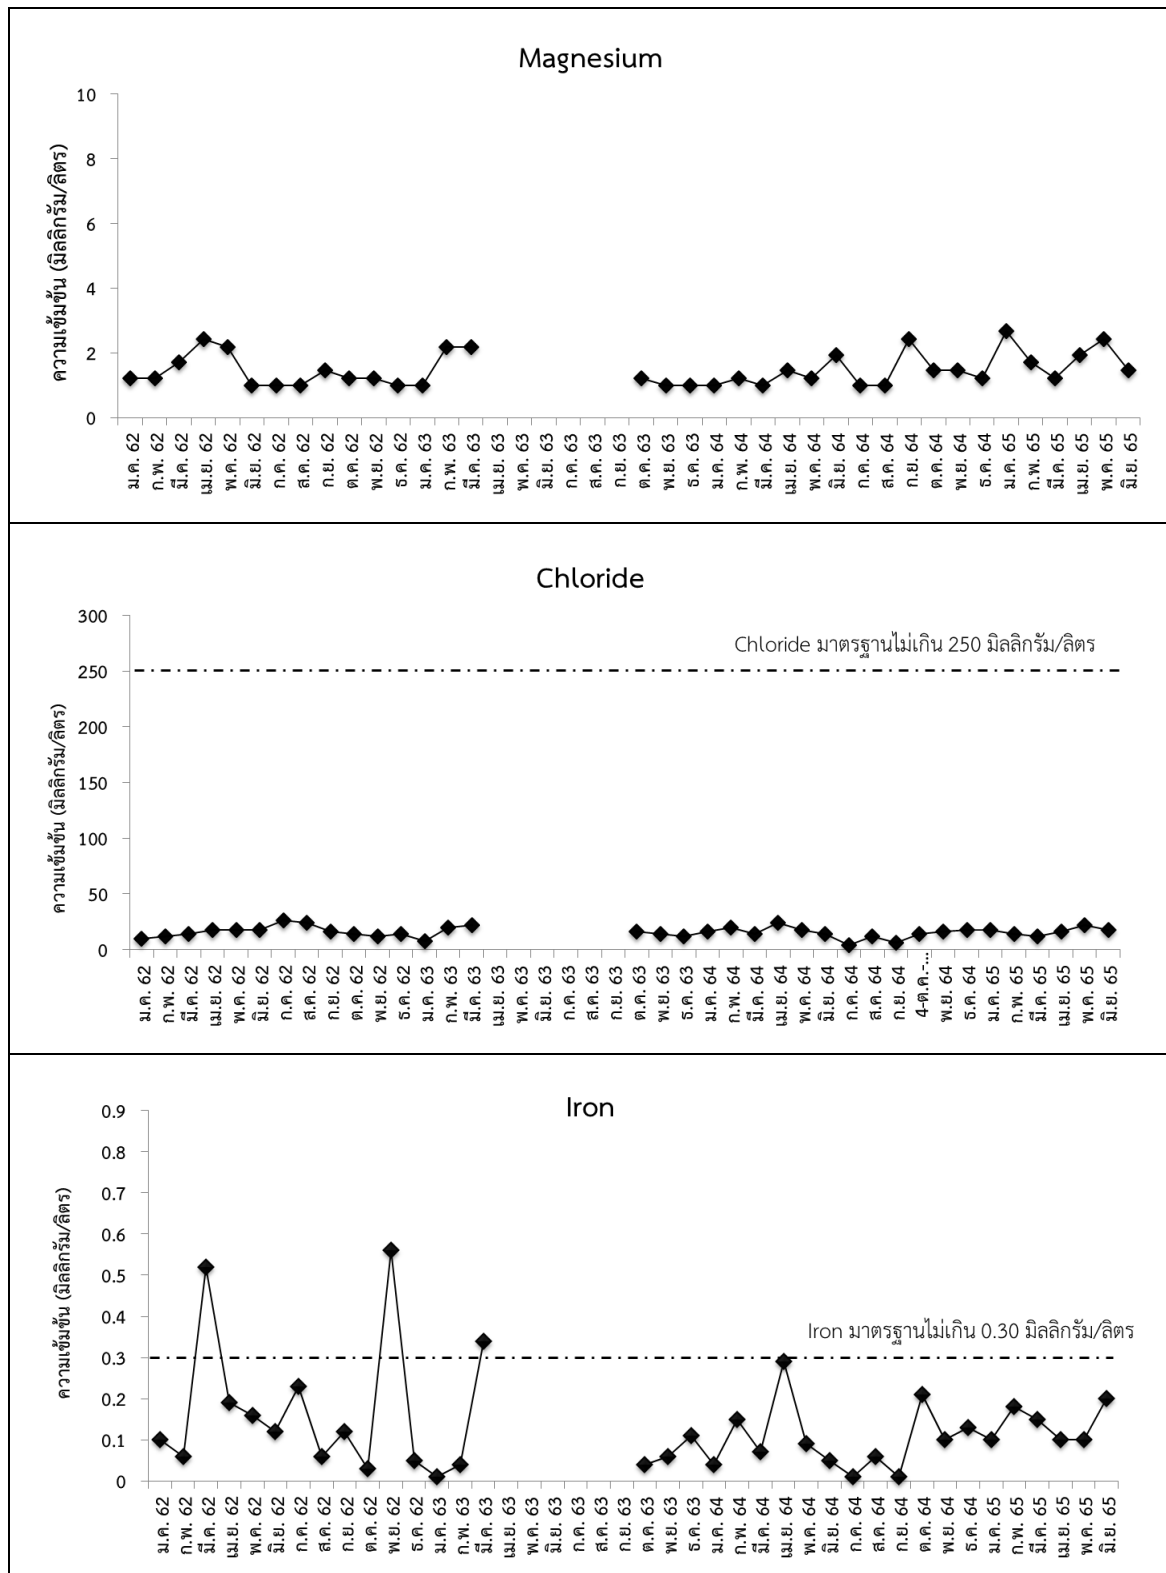 Magnesium
ความเข้มข้น (มิลลิกรัม/ลิตร)
10
8
6
4
2
0
ม.ค. 62
ก.พ. 62
มี.ค. 62
เม.ย. 62
พ.ค. 62
มิ.ย. 62
ก.ค. 62
ส.ค. 62
ก.ย. 62
ต.ค. 62
พ.ย. 62
ธ.ค. 62
ม.ค. 63
ก.พ. 63
มี.ค. 63
เม.ย. 63
พ.ค. 63
มิ.ย. 63
ก.ค. 63
ส.ค. 63
ก.ย. 63
ต.ค. 63
พ.ย. 63
ธ.ค. 63
ม.ค. 64
ก.พ. 64
มี.ค. 64
เม.ย. 64
พ.ค. 64
มิ.ย. 64
ก.ค. 64
ส.ค. 64
ก.ย. 64
ต.ค. 64
พ.ย. 64
ธ.ค. 64
ม.ค. 65
ก.พ. 65
มี.ค. 65
เม.ย. 65
พ.ค. 65
มิ.ย. 65
Chloride
ความเข้มข้น (มิลลิกรัม/ลิตร)
300
250
200
150
100
50
0
Chloride มาตรฐานไม่เกิน 250 มิลลิกรัม/ลิตร
ม.ค. 62
ก.พ. 62
มี.ค. 62
เม.ย. 62
พ.ค. 62
มิ.ย. 62
ก.ค. 62
ส.ค. 62
ก.ย. 62
ต.ค. 62
พ.ย. 62
ธ.ค. 62
ม.ค. 63
ก.พ. 63
มี.ค. 63
เม.ย. 63
พ.ค. 63
มิ.ย. 63
ก.ค. 63
ส.ค. 63
ก.ย. 63
ต.ค. 63
พ.ย. 63
ธ.ค. 63
ม.ค. 64
ก.พ. 64
มี.ค. 64
เม.ย. 64
พ.ค. 64
มิ.ย. 64
ก.ค. 64
ส.ค. 64
ก.ย. 64
4-ต.ค.-...
พ.ย. 64
ธ.ค. 64
ม.ค. 65
ก.พ. 65
มี.ค. 65
เม.ย. 65
พ.ค. 65
มิ.ย. 65
Iron
ความเข้มข้น (มิลลิกรัม/ลิตร)
0.9
0.8
0.7
0.6
0.5
0.4
0.3
0.2
0.1
0
Iron มาตรฐานไม่เกิน 0.30 มิลลิกรัม/ลิตร
ม.ค. 62
ก.พ. 62
มี.ค. 62
เม.ย. 62
พ.ค. 62
มิ.ย. 62
ก.ค. 62
ส.ค. 62
ก.ย. 62
ต.ค. 62
พ.ย. 62
ธ.ค. 62
ม.ค. 63
ก.พ. 63
มี.ค. 63
เม.ย. 63
พ.ค. 63
มิ.ย. 63
ก.ค. 63
ส.ค. 63
ก.ย. 63
ต.ค. 63
พ.ย. 63
ธ.ค. 63
ม.ค. 64
ก.พ. 64
มี.ค. 64
เม.ย. 64
พ.ค. 64
มิ.ย. 64
ก.ค. 64
ส.ค. 64
ก.ย. 64
ต.ค. 64
พ.ย. 64
ธ.ค. 64
ม.ค. 65
ก.พ. 65
มี.ค. 65
เม.ย. 65
พ.ค. 65
มิ.ย. 65